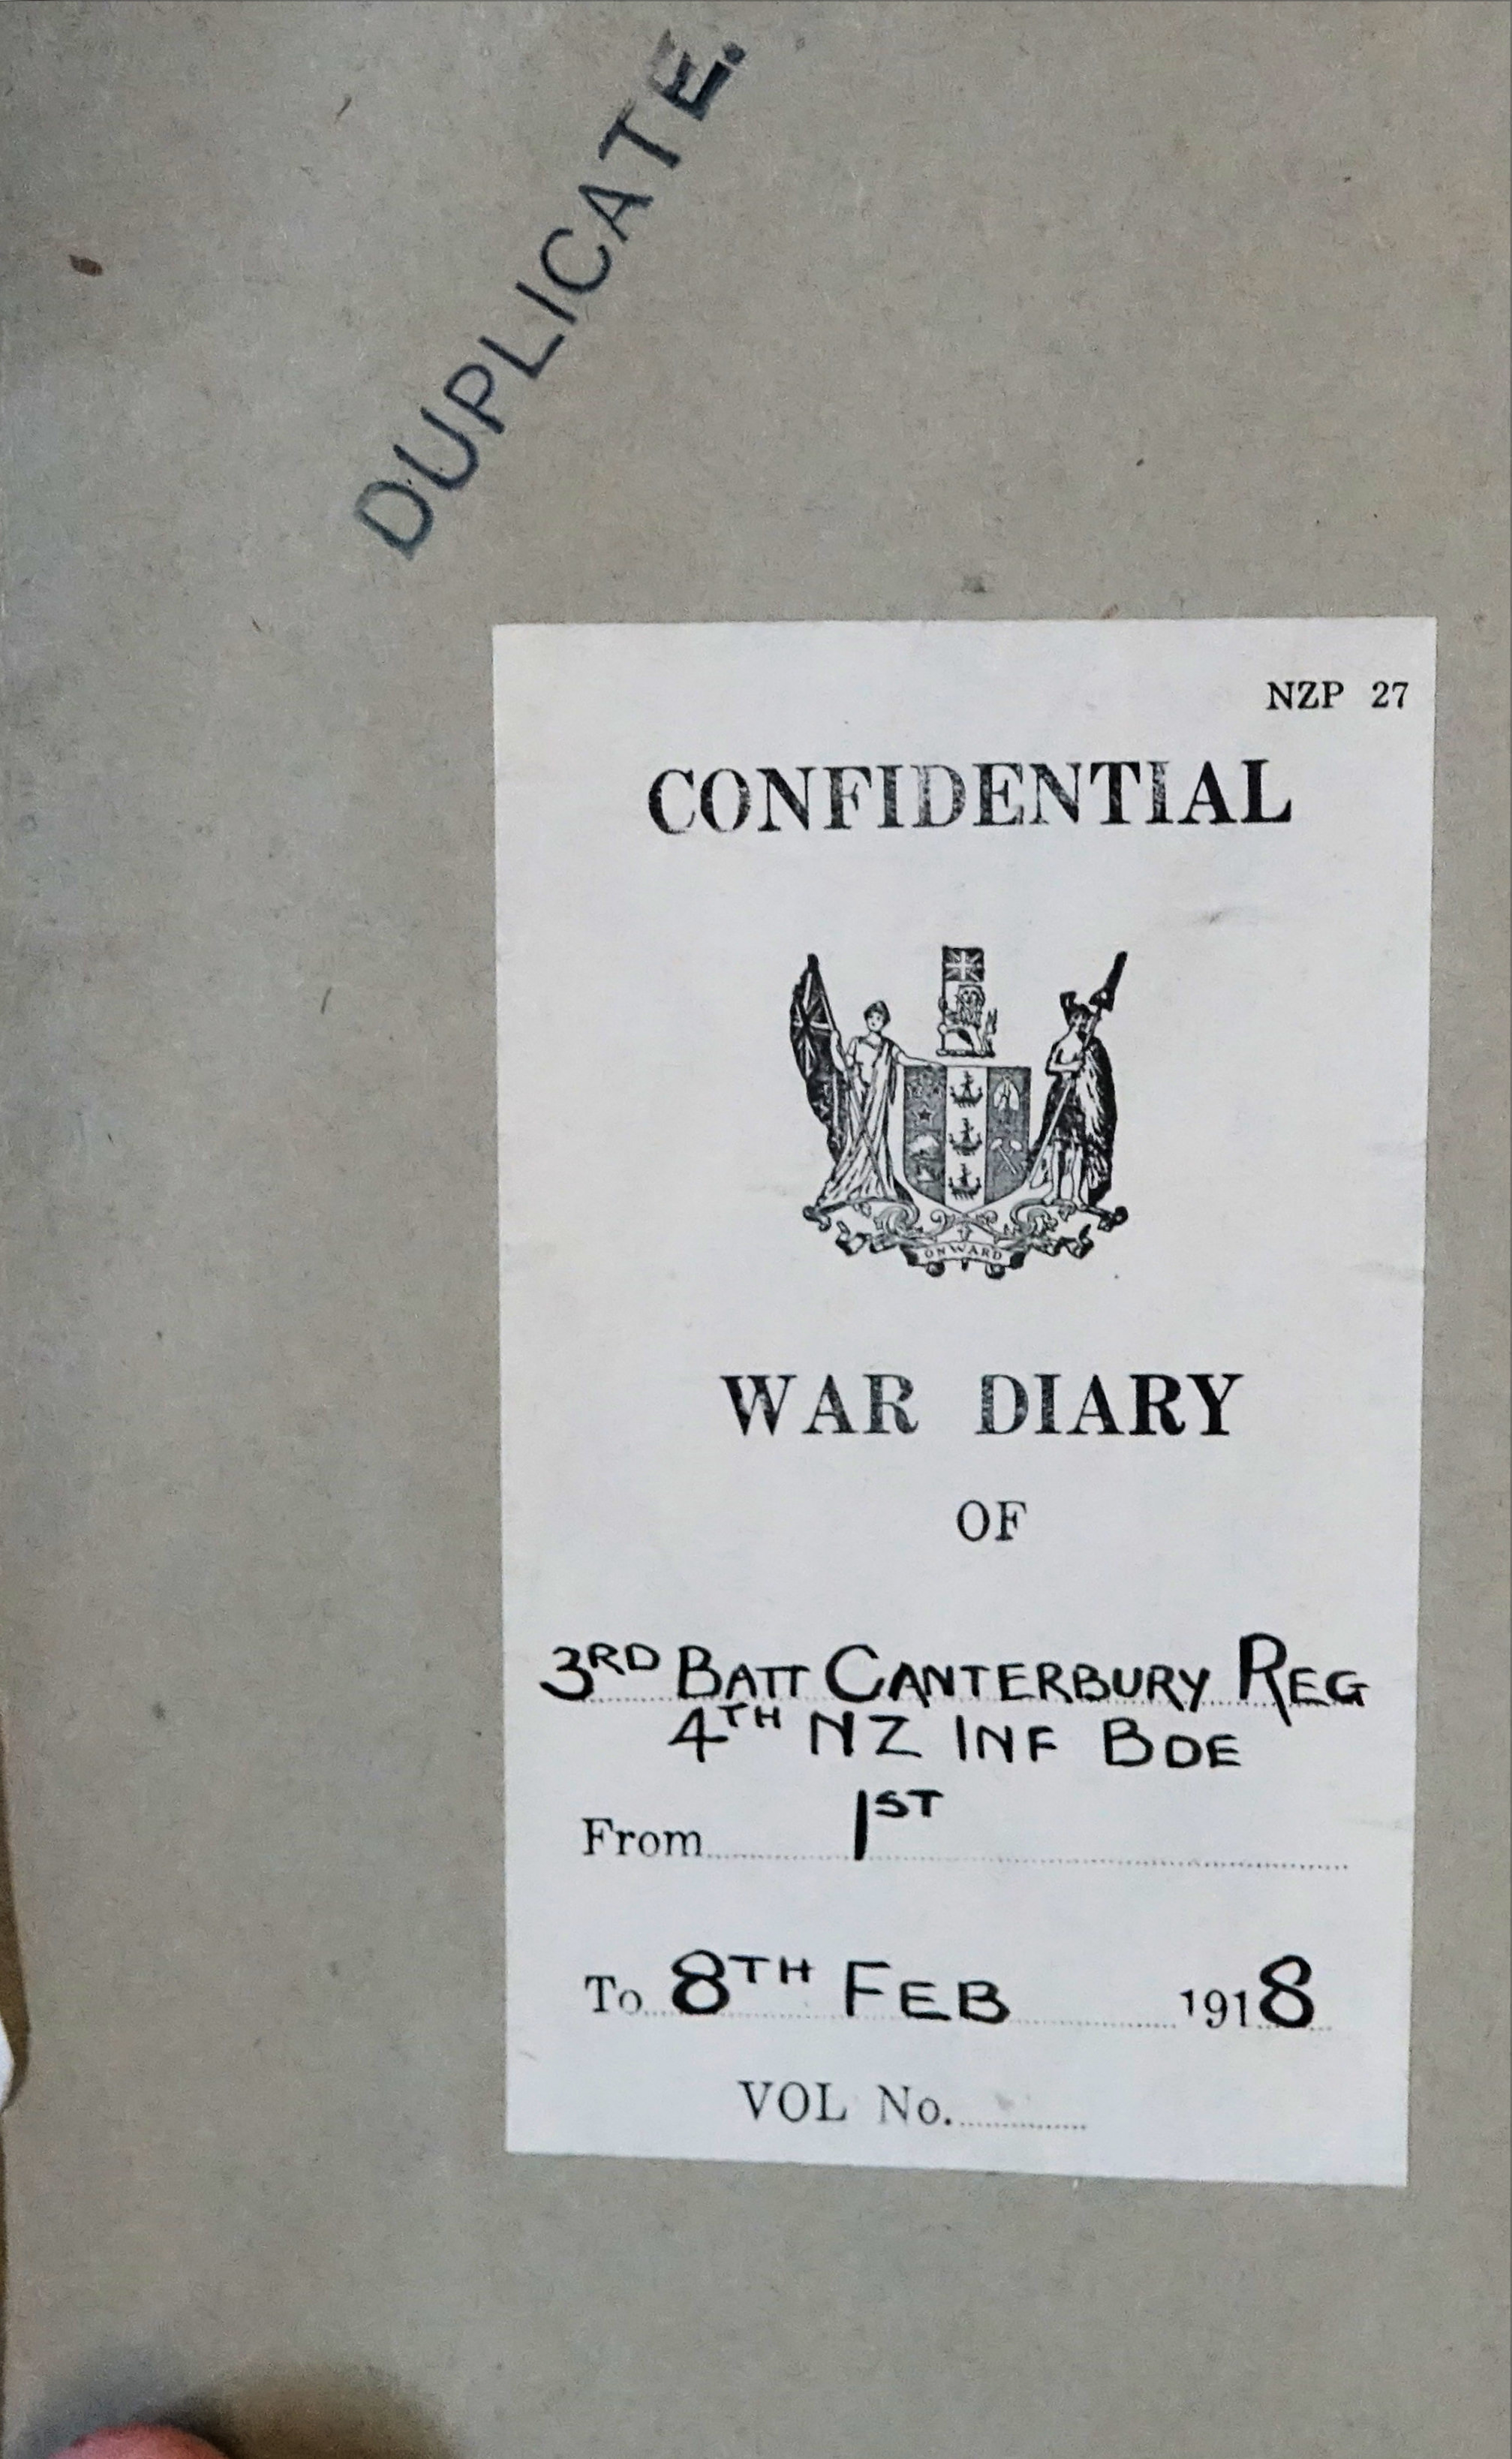 DUPLICATE.
NZP 27
CONFIDENTIAL
ONWARD
WAR DIARY
OF
3RD BATT CANTERBURY REG
4TH NZ INF BDE
From 1ST
To 8TH FEB 1918
VOL No.